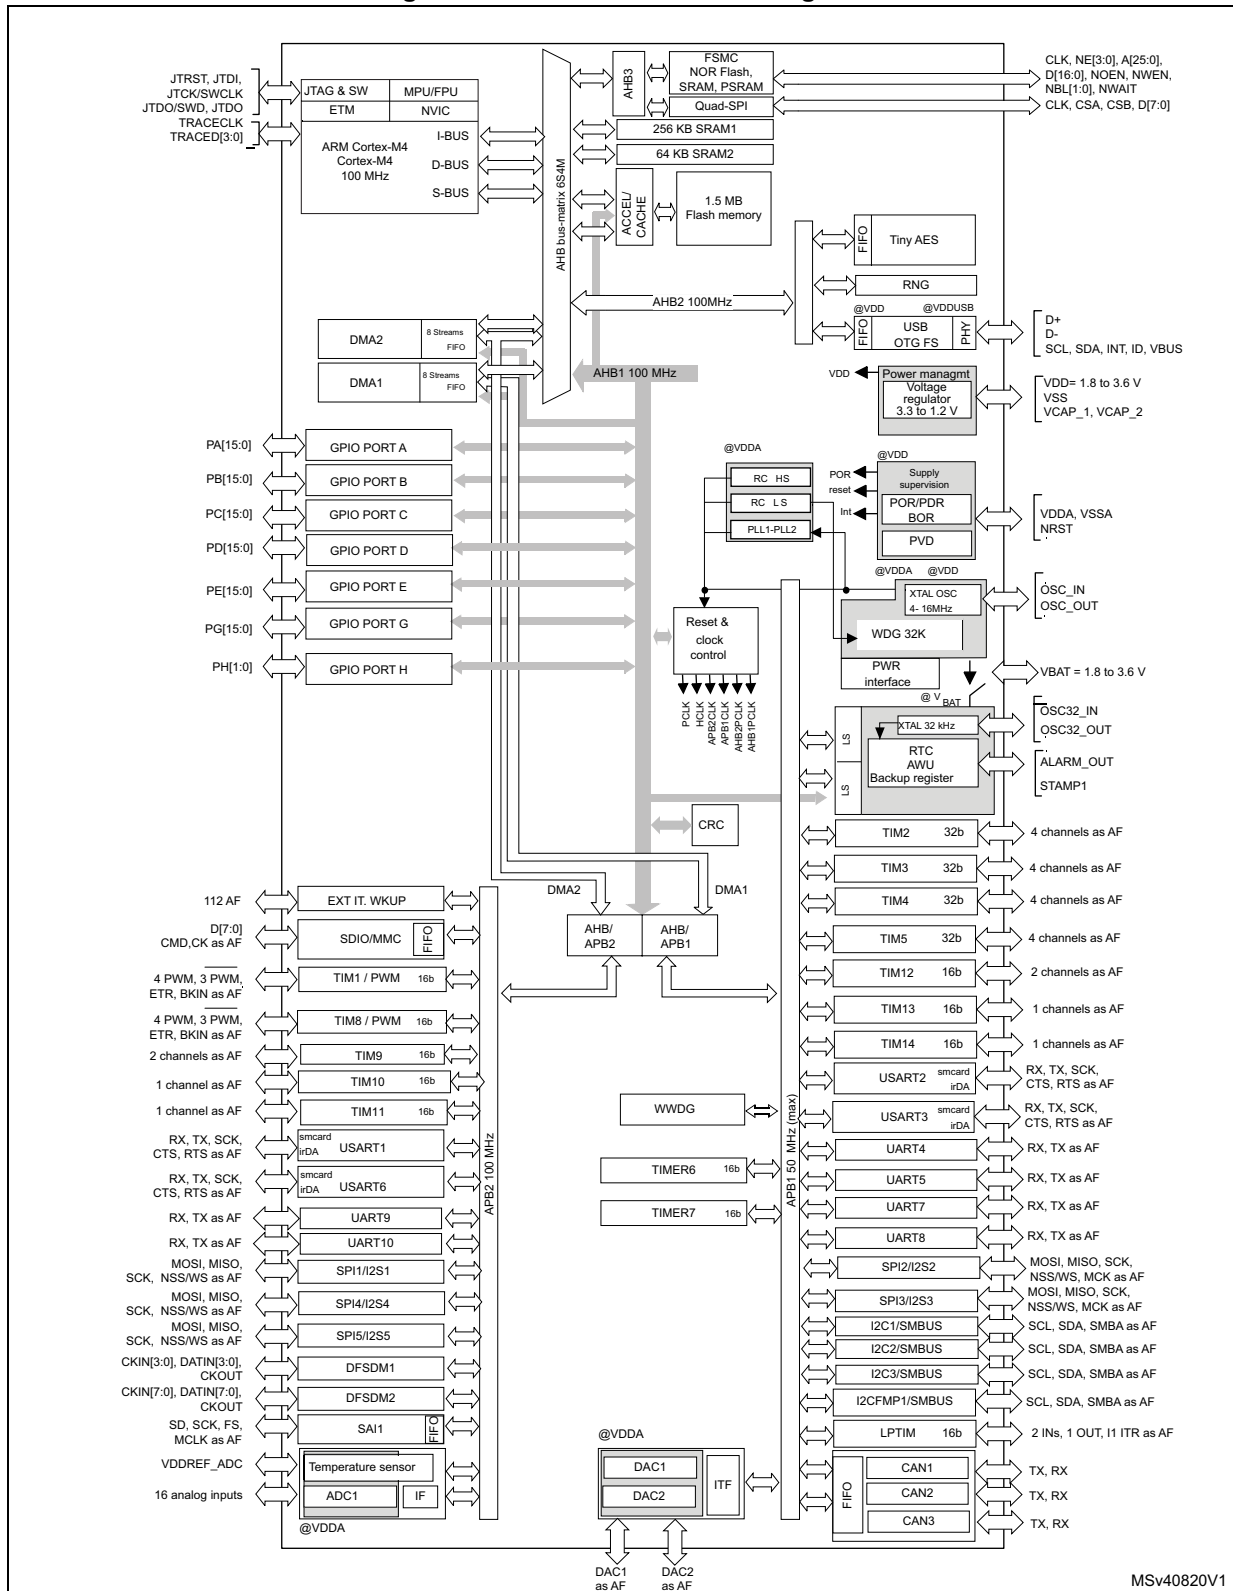 JTRST, JTDI,
JTCK/SWCLK
JTDO/SWD, JTDO
TRACECLK
TRACED[3:0]
JTAG & SW
MPU/FPU
ETM
NVIC
ARM Cortex-M4
Cortex-M4
100 MHz
I-BUS
D-BUS
S-BUS
AHB bus-matrix 6S4M
AHB3
FSMC
NOR Flash,
SRAM, PSRAM
Quad-SPI
CLK, NE[3:0], A[25:0],
D[16:0], NOEN, NWEN,
NBL[1:0], NWAIT
CLK, CSA, CSB, D[7:0]
256 KB SRAM1
64 KB SRAM2
ACCEL/
CACHE
1.5 MB
Flash memory
FIFO
Tiny AES
RNG
AHB2 100MHz
@VDD
@VDDUSB
FIFO
USB
OTG FS
PHY
D+
D-
SCL, SDA, INT, ID, VBUS
DMA2
8 Streams
FIFO
DMA1
8 Streams
FIFO
AHB1 100 MHz
VDD
Power managmt
Voltage
regulator
3.3 to 1.2 V
VDD= 1.8 to 3.6 V
VSS
VCAP_1, VCAP_2
PA[15:0]
GPIO PORT A
PB[15:0]
GPIO PORT B
PC[15:0]
GPIO PORT C
PD[15:0]
GPIO PORT D
PE[15:0]
GPIO PORT E
PG[15:0]
GPIO PORT G
PH[1:0]
GPIO PORT H
@VDDA
RC HS
RC LS
PLL1-PLL2
@VDD
POR
reset
Int
Supply
supervision
POR/PDR
BOR
PVD
VDDA, VSSA
NRST
@VDDA
@VDD
XTAL OSC
4- 16MHz
WDG 32K
PWR
interface
OSC_IN
OSC_OUT
Reset &
clock
control
PCLK
HCLK
APB2CLK
APB1CLK
AHB2PCLK
AHB1PCLK
VBAT = 1.8 to 3.6 V
@ VBAT
LS
LS
XTAL 32 kHz
RTC
AWU
Backup register
OSC32_IN
OSC32_OUT
ALARM_OUT
STAMP1
CRC
DMA2
DMA1
AHB/
APB2
AHB/
APB1
112 AF
EXT IT. WKUP
D[7:0]
CMD,CK as AF
SDIO/MMC
FIFO
4 PWM, 3 PWM,
ETR, BKIN as AF
TIM1 / PWM 16b
4 PWM, 3 PWM,
ETR, BKIN as AF
TIM8 / PWM 16b
2 channels as AF
TIM9 16b
1 channel as AF
TIM10 16b
1 channel as AF
TIM11 16b
RX, TX, SCK,
CTS, RTS as AF
smcard
irDA
USART1
RX, TX, SCK,
CTS, RTS as AF
smcard
irDA
USART6
RX, TX as AF
UART9
RX, TX as AF
UART10
MOSI, MISO,
SCK, NSS/WS as AF
SPI1/I2S1
MOSI, MISO,
SCK, NSS/WS as AF
SPI4/I2S4
MOSI, MISO,
SCK, NSS/WS as AF
SPI5/I2S5
CKIN[3:0], DATIN[3:0],
CKOUT
DFSDM1
CKIN[7:0], DATIN[7:0],
CKOUT
DFSDM2
SD, SCK, FS,
MCLK as AF
SAI1
FIFO
VDDREF_ADC
Temperature sensor
16 analog inputs
ADC1
IF
@VDDA
APB2 100 MHz
WWDG
TIMER6 16b
TIMER7 16b
@VDDA
DAC1
DAC2
ITF
DAC1
as AF
DAC2
as AF
APB1 50 MHz (max)
TIM2 32b
4 channels as AF
TIM3 32b
4 channels as AF
TIM4 32b
4 channels as AF
TIM5 32b
4 channels as AF
TIM12 16b
2 channels as AF
TIM13 16b
1 channels as AF
TIM14 16b
1 channels as AF
USART2
smcard
irDA
RX, TX, SCK,
CTS, RTS as AF
USART3
smcard
irDA
RX, TX, SCK,
CTS, RTS as AF
UART4
RX, TX as AF
UART5
RX, TX as AF
UART7
RX, TX as AF
UART8
RX, TX as AF
SPI2/I2S2
MOSI, MISO, SCK,
NSS/WS, MCK as AF
SPI3/I2S3
MOSI, MISO, SCK,
NSS/WS, MCK as AF
I2C1/SMBUS
SCL, SDA, SMBA as AF
I2C2/SMBUS
SCL, SDA, SMBA as AF
I2C3/SMBUS
SCL, SDA, SMBA as AF
I2CFMP1/SMBUS
SCL, SDA, SMBA as AF
LPTIM 16b
2 INs, 1 OUT, I1 ITR as AF
FIFO
CAN1
TX, RX
CAN2
TX, RX
CAN3
TX, RX
MSv40820V1